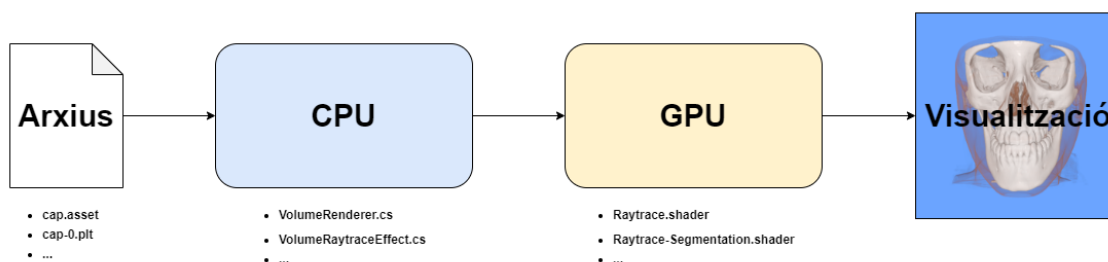 Arxius
CPU
GPU
Visualització
• cap.asset
• cap-0.plt
• ...
• VolumeRenderer.cs
• VolumeRaytraceEffect.cs
• ...
• Raytrace.shader
• Raytrace-Segmentation.shader
• ...